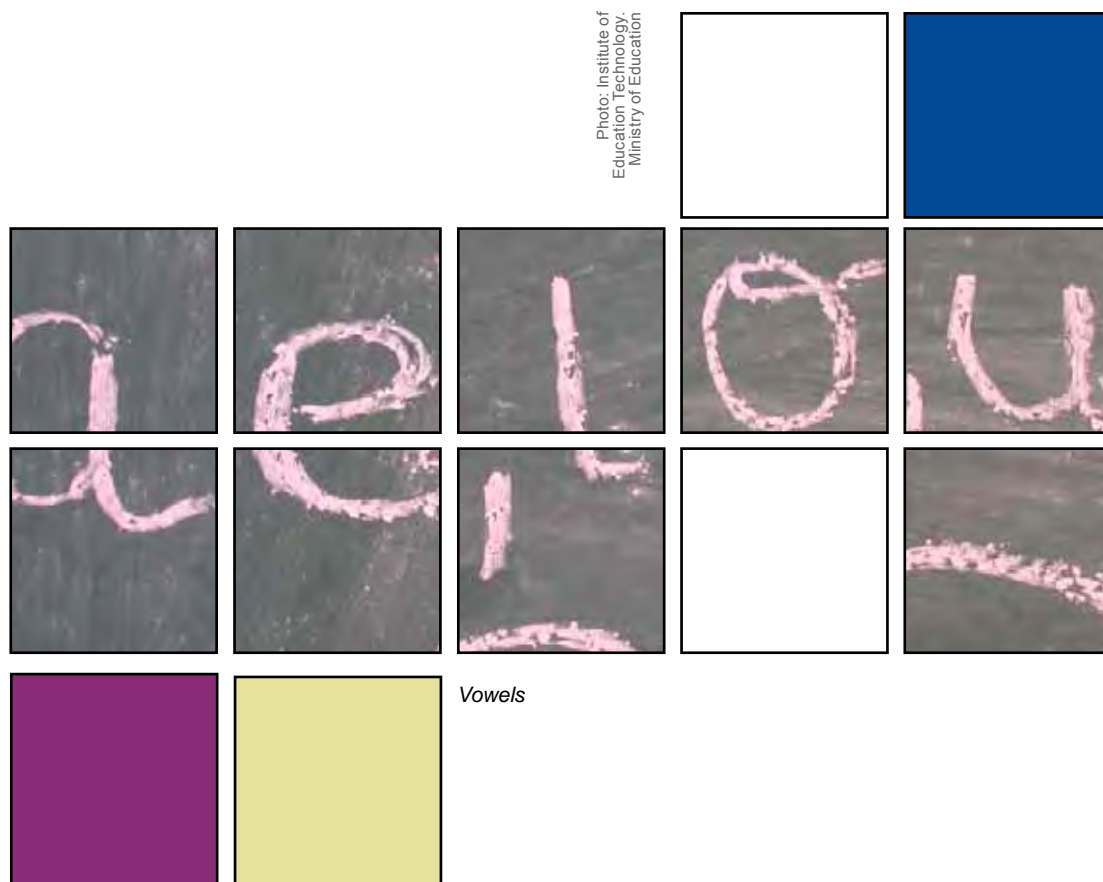 Photo: Institute of
Education Technology.
Ministry of Education
a e i o u
Vowels